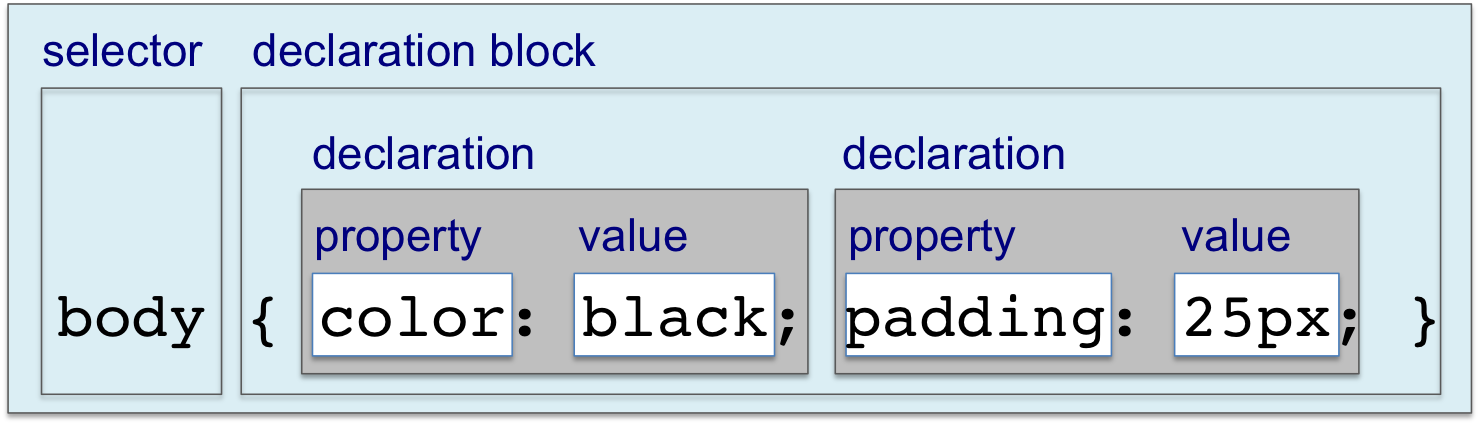 selector declaration block
declaration declaration
property value property value
body { color: black; padding: 25px; }